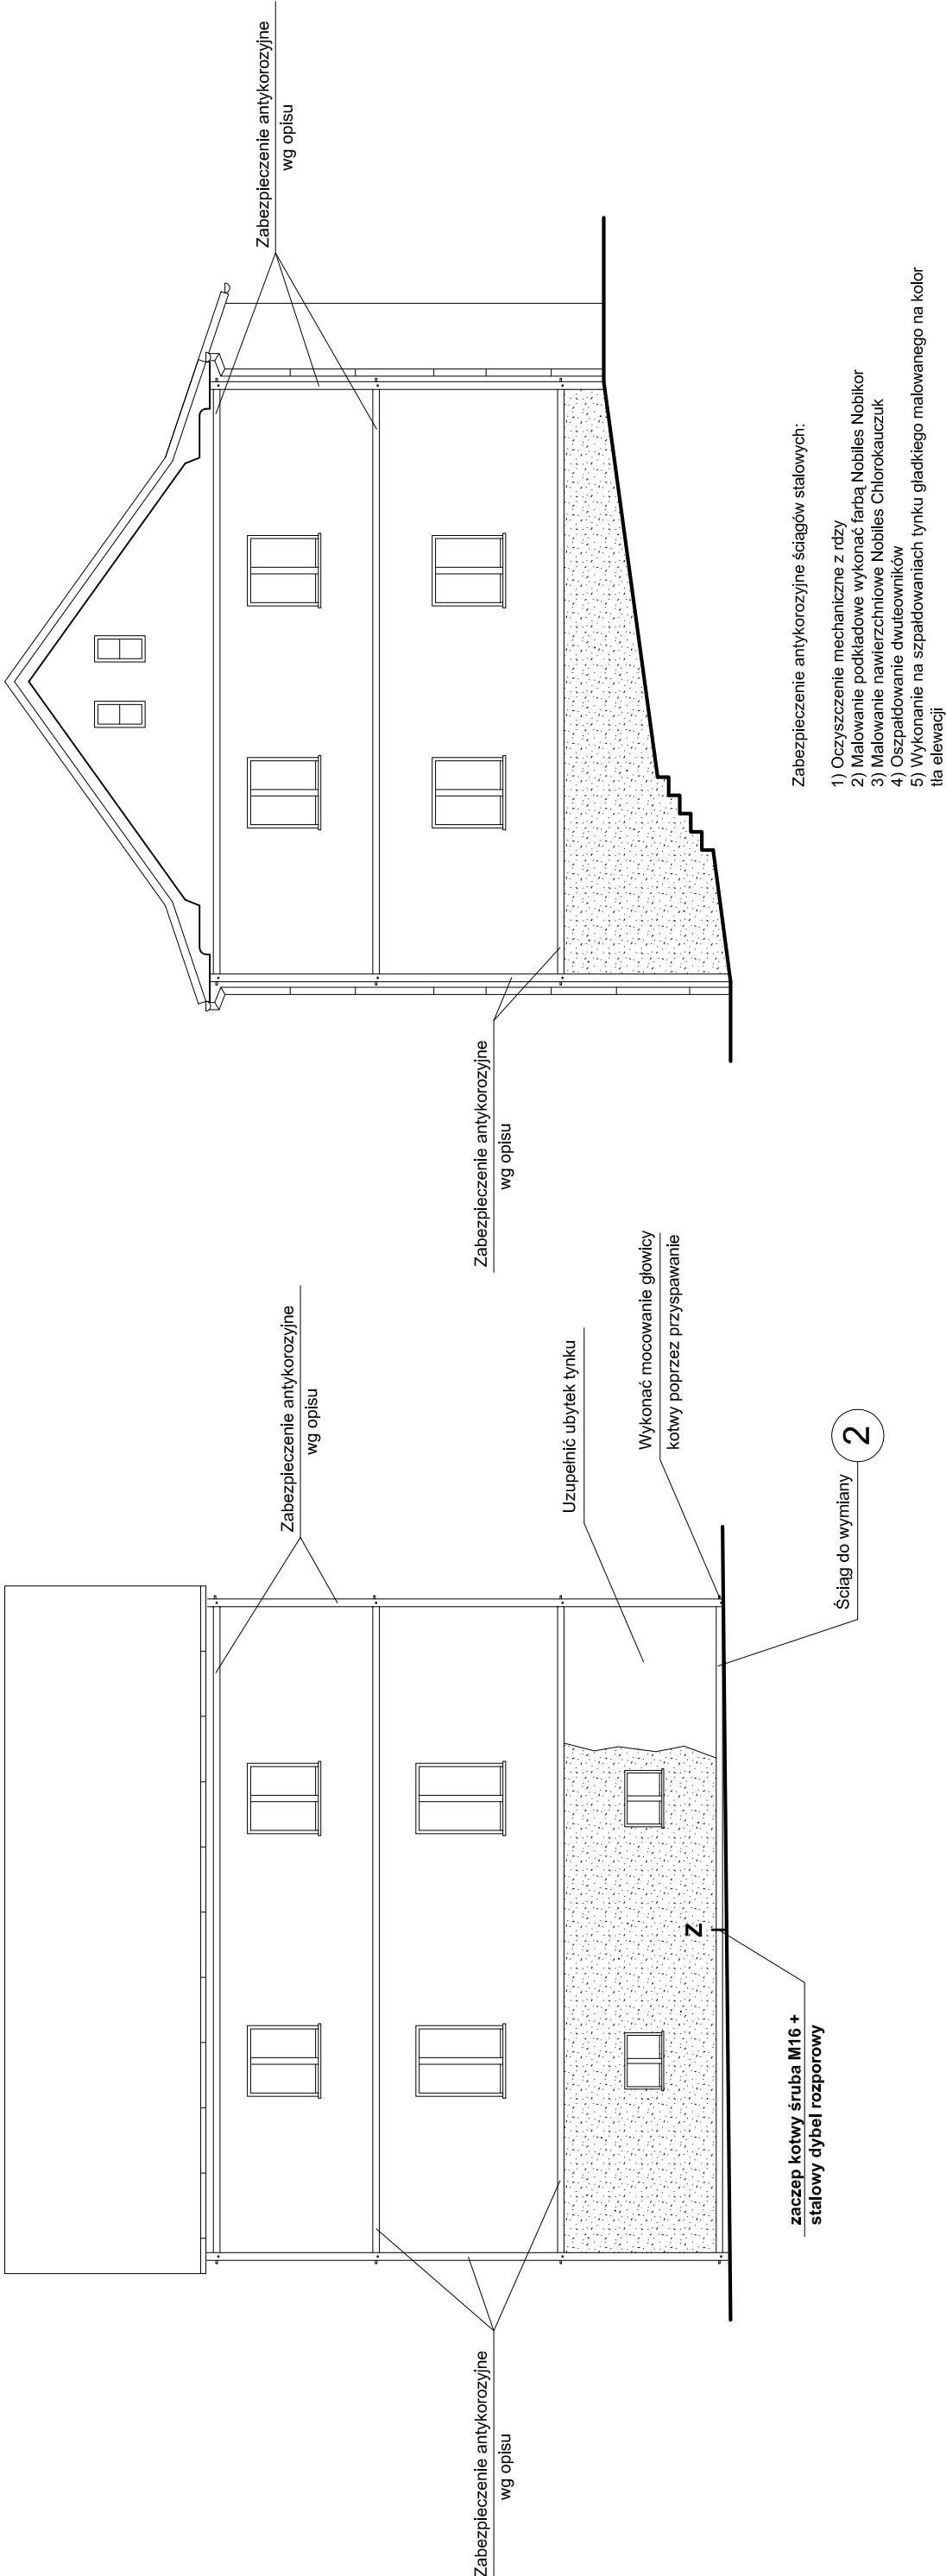 Zabezpieczenie antykorozyjne
wg opisu
Zabezpieczenie antykorozyjne
wg opisu
Uzupełnić ubytek tynku
Wykonać mocowanie głowicy
kotwy poprzez przyspawanie
Ściąg do wymiany
2
z
zaczep kotwy śruba M16 +
stalowy dybel rozporowy
Zabezpieczenie antykorozyjne
wg opisu
Zabezpieczenie antykorozyjne
wg opisu
Zabezpieczenie antykorozyjne ściągów stalowych:
1) Oczyszczenie mechaniczne z rdzy
2) Malowanie podkładowe wykonać farbą Nobiles Nobikor
3) Malowanie nawierzchniowe Nobiles Chlorokauczuk
4) Oszpałdowanie dwuteowników
5) Wykonanie na szpałdowaniach tynku gładkiego malowanego na kolor
tła elewacji